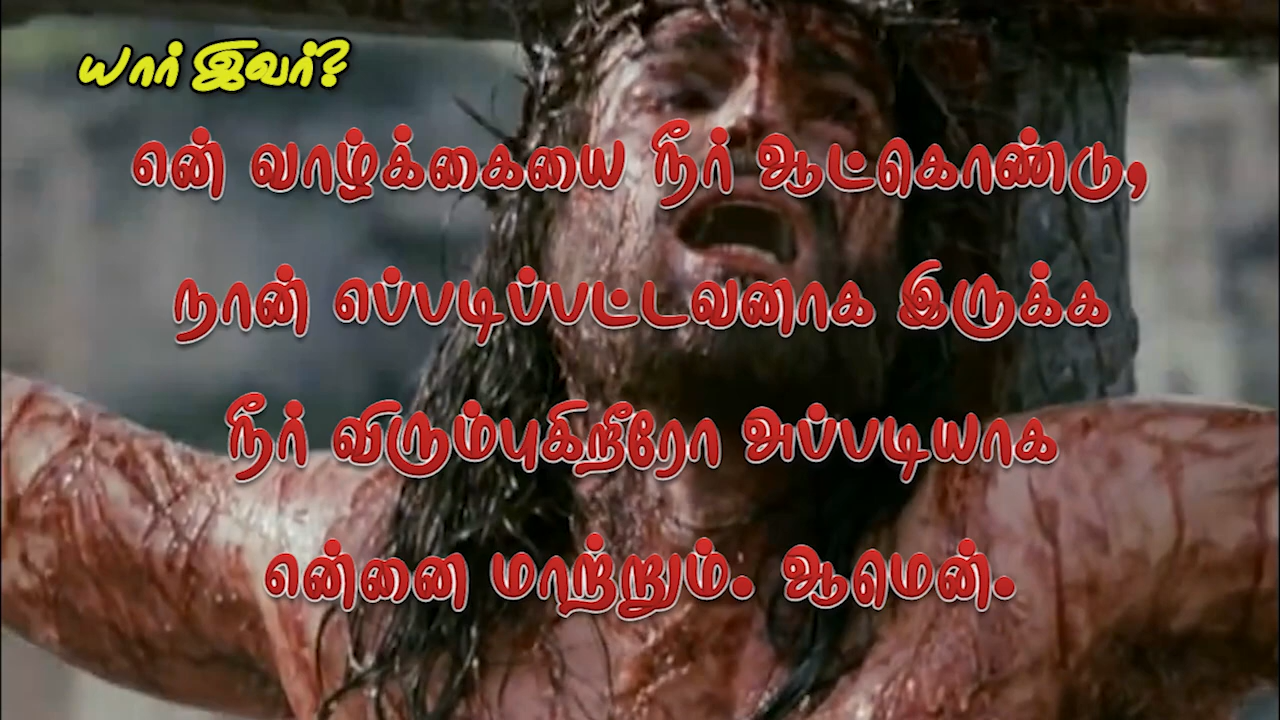 யார் இவர்?
என் வாழ்க்கையை நீர் ஆட்கொண்டு,
நான் எப்படிப்பட்டவனாக இருக்க
நீர் விரும்புகிறீரோ அப்படியாக
என்னை மாற்றும். ஆமென்.